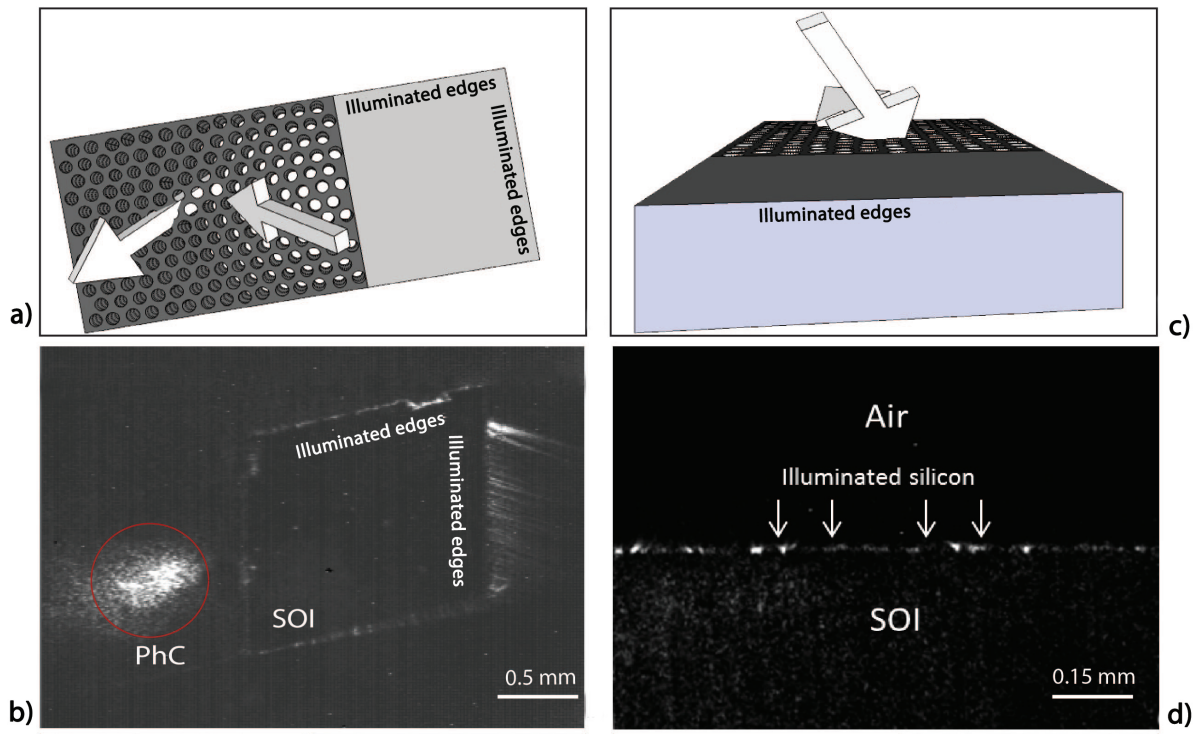 Illuminated edges
Illuminated edges
a)
Illuminated edges
c)
Illuminated edges
Illuminated edges
SOI
PhC
0.5 mm
b)
Air
Illuminated silicon
SOI
0.15 mm
d)